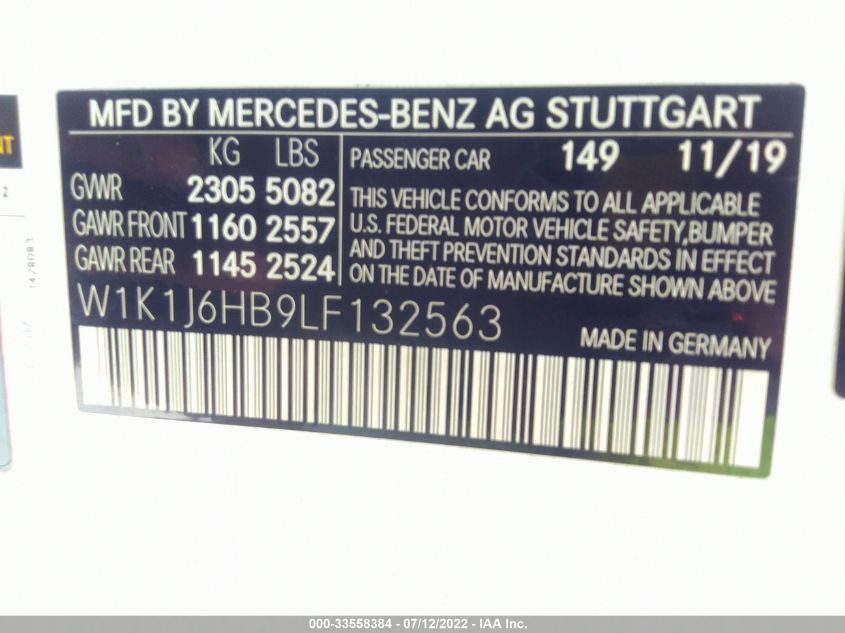 MFD BY MERCEDES-BENZ AG STUTTGART
KG LBS
GVWR 2305 5082
GAWR FRONT 1160 2557
GAWR REAR 1145 2524
PASSENGER CAR 149 11/19
THIS VEHICLE CONFORMS TO ALL APPLICABLE
U.S. FEDERAL MOTOR VEHICLE SAFETY,BUMPER
AND THEFT PREVENTION STANDARDS IN EFFECT
ON THE DATE OF MANUFACTURE SHOWN ABOVE
W1K1J6HB9LF132563
MADE IN GERMANY
NT
2
000-33558384 - 07/12/2022 - IAA Inc.